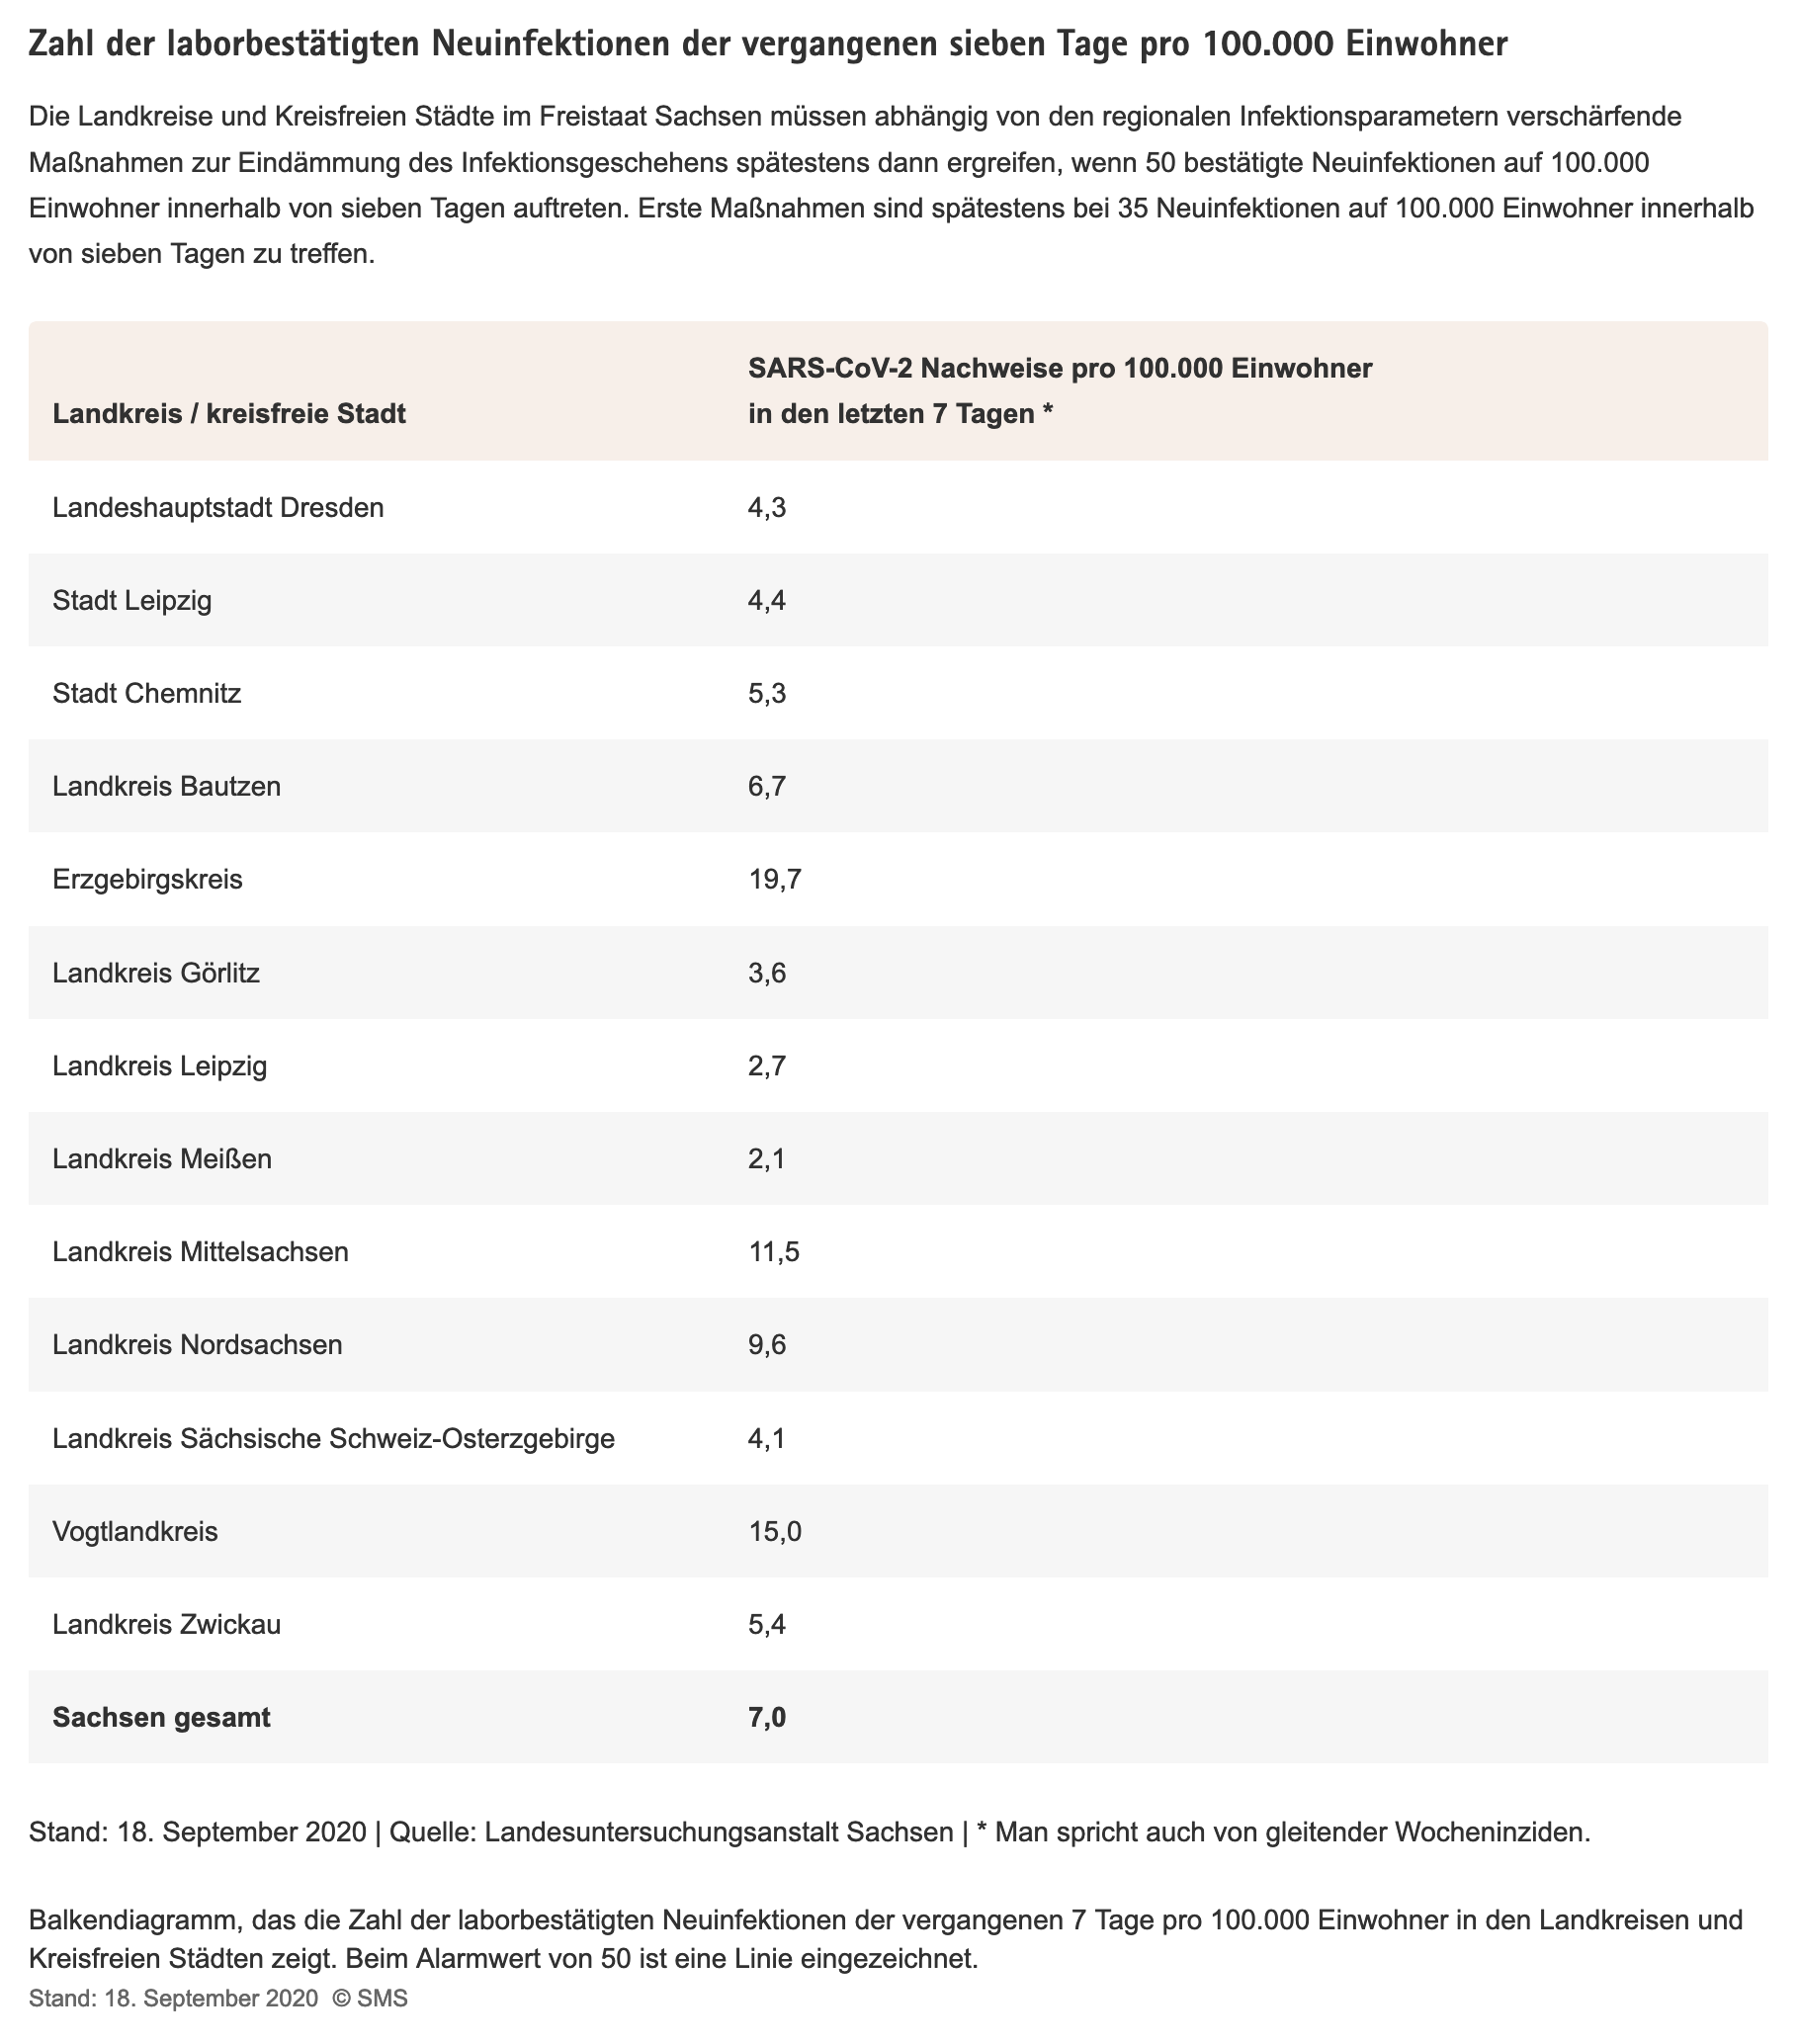 Zahl der laborbestätigten Neuinfektionen der vergangenen sieben Tage pro 100.000 Einwohner
Die Landkreise und Kreisfreien Städte im Freistaat Sachsen müssen abhängig von den regionalen Infektionsparametern verschärfende
Maßnahmen zur Eindämmung des Infektionsgeschehens spätestens dann ergreifen, wenn 50 bestätigte Neuinfektionen auf 100.000
Einwohner innerhalb von sieben Tagen auftreten. Erste Maßnahmen sind spätestens bei 35 Neuinfektionen auf 100.000 Einwohner innerhalb
von sieben Tagen zu treffen.
SARS-CoV-2 Nachweise pro 100.000 Einwohner
Landkreis / kreisfreie Stadt in den letzten 7 Tagen *
Landeshauptstadt Dresden 4,3
Stadt Leipzig 4,4
Stadt Chemnitz 5,3
Landkreis Bautzen 6,7
Erzgebirgskreis 19,7
Landkreis Görlitz 3,6
Landkreis Leipzig 2,7
Landkreis Meißen 2,1
Landkreis Mittelsachsen 11,5
Landkreis Nordsachsen 9,6
Landkreis Sächsische Schweiz-Osterzgebirge 4,1
Vogtlandkreis 15,0
Landkreis Zwickau 5,4
Sachsen gesamt 7,0
Stand: 18. September 2020 | Quelle: Landesuntersuchungsanstalt Sachsen | * Man spricht auch von gleitender Wocheninziden.
Balkendiagramm, das die Zahl der laborbestätigten Neuinfektionen der vergangenen 7 Tage pro 100.000 Einwohner in den Landkreisen und
Kreisfreien Städten zeigt. Beim Alarmwert von 50 ist eine Linie eingezeichnet.
Stand: 18. September 2020 © SMS